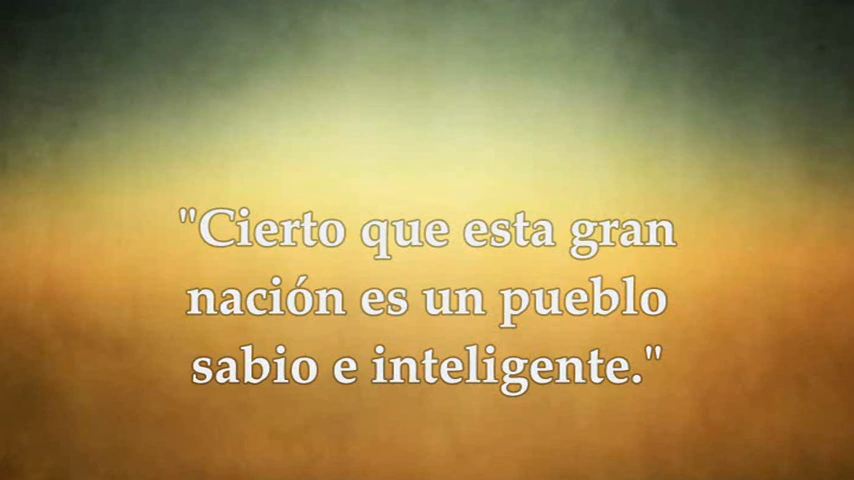 "Cierto que esta gran
nación es un pueblo
sabio e inteligente."